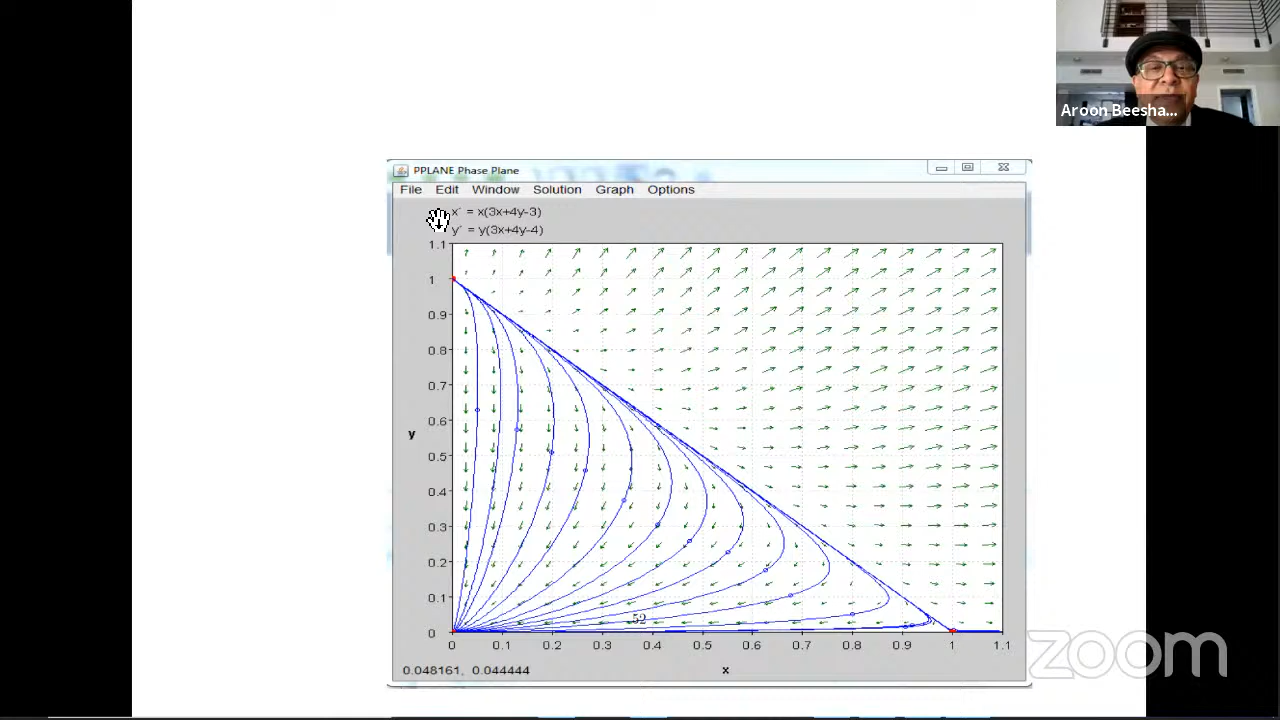 Aroon Beesha...
PPLANE Phase Plane
File Edit Window Solution Graph Options
x' = x(3x+4y-3)
y' = y(3x+4y-4)
1.1
1
0.9
0.8
0.7
0.6
0.5
0.4
0.3
0.2
0.1
0
y
0 0.1 0.2 0.3 0.4 0.5 0.6 0.7 0.8 0.9 1 1.1
x
52
0.048161, 0.044444
zoom